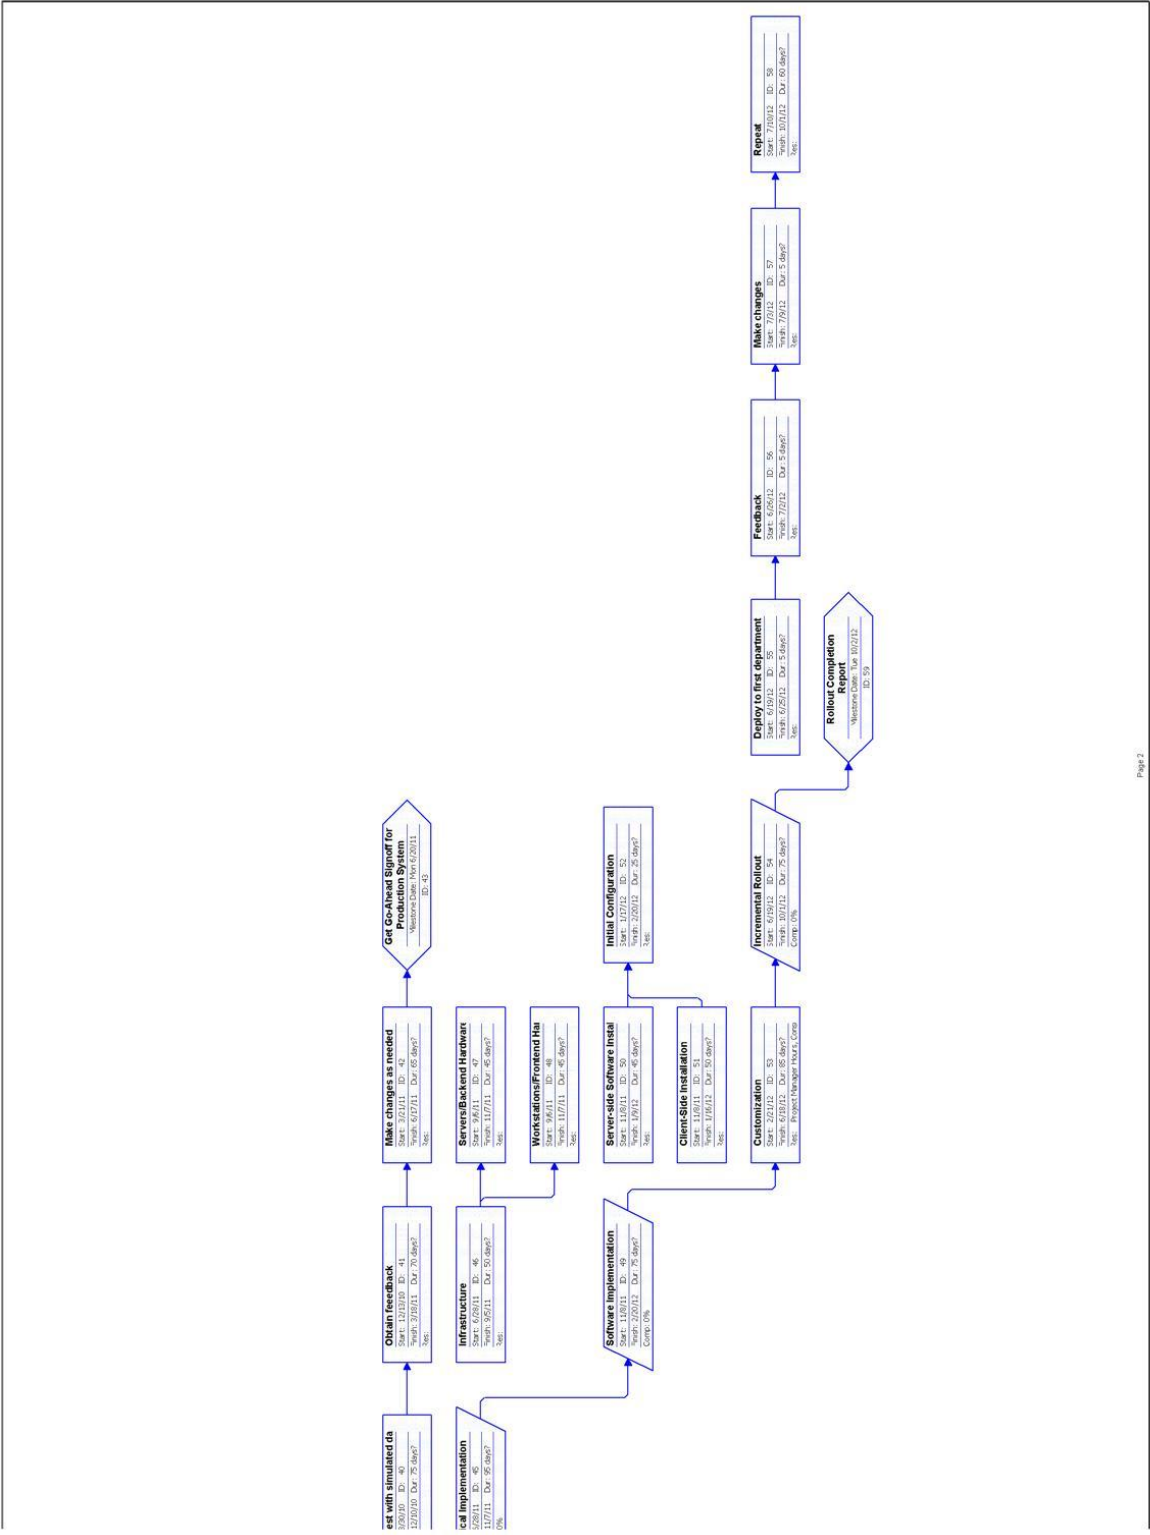 est with simulated da
ID: 40
12/10/10 Dur: 75 days?
Obtain feeedback
Start: 12/13/10 ID: 41
Finish: 3/18/11 Dur: 70 days?
Res:
Make changes as needed
Start: 3/21/11 ID: 42
Finish: 6/17/11 Dur: 65 days?
Res:
Get Go-Ahead Signoff for
Production System
Milestone Date: Mon 6/20/11
ID: 43
cal Implementation
ID: 45
11/7/11 Dur: 95 days?
0%
Infrastructure
Start: 6/28/11 ID: 46
Finish: 9/5/11 Dur: 50 days?
Res:
Servers/Backend Hardware
Start: 9/6/11 ID: 47
Finish: 11/7/11 Dur: 45 days?
Res:
Workstations/Frontend Har
Start: 9/6/11 ID: 48
Finish: 11/7/11 Dur: 45 days?
Res:
Software Implementation
Start: 11/8/11 ID: 49
Finish: 2/20/12 Dur: 75 days?
Comp: 0%
Server-side Software Instal
Start: 11/8/11 ID: 50
Finish: 1/9/12 Dur: 45 days?
Res:
Initial Configuration
Start: 1/17/12 ID: 52
Finish: 2/20/12 Dur: 25 days?
Res:
Client-Side Installation
Start: 11/8/11 ID: 51
Finish: 1/16/12 Dur: 50 days?
Res:
Customization
Start: 2/21/12 ID: 53
Finish: 6/18/12 Dur: 85 days?
Res: Project Manager Hours, Comp
Incremental Rollout
Start: 6/19/12 ID: 54
Finish: 10/1/12 Dur: 75 days?
Comp: 0%
Deploy to first department
Start: 6/19/12 ID: 55
Finish: 6/25/12 Dur: 5 days?
Res:
Feedback
Start: 6/26/12 ID: 56
Finish: 7/2/12 Dur: 5 days?
Res:
Make changes
Start: 7/3/12 ID: 57
Finish: 7/9/12 Dur: 5 days?
Res:
Repeat
Start: 7/10/12 ID: 58
Finish: 10/1/12 Dur: 60 days?
Res:
Rollout Completion
Report
Milestone Date: Tue 10/2/12
ID: 59
Page 2